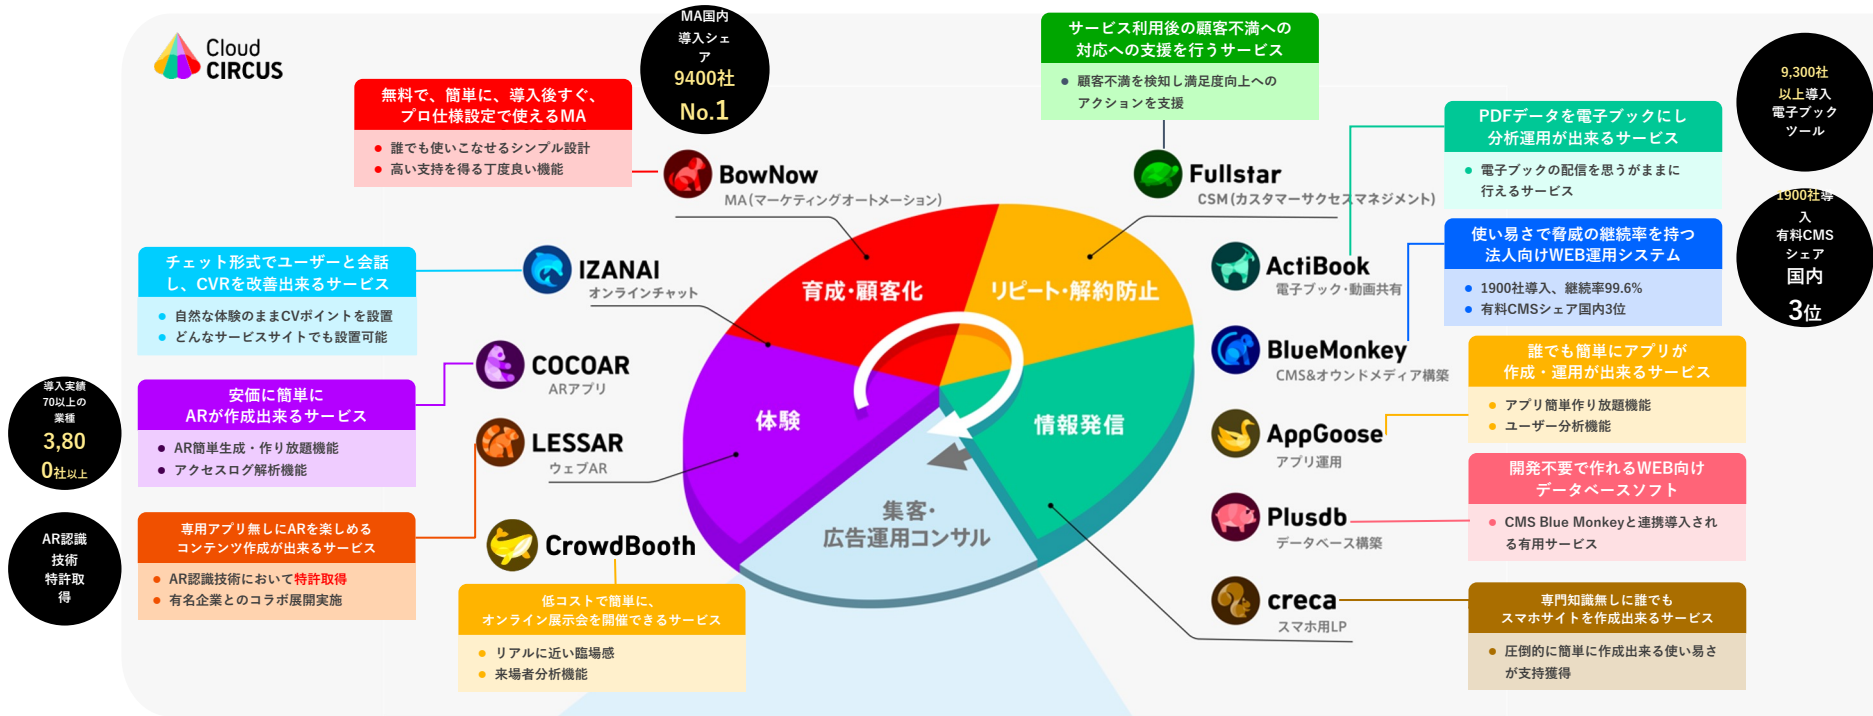 Cloud
CIRCUS
MA国内
導入シェ
ア
9400社
No.1
無料で、簡単に、導入後すぐ、
プロ仕様設定で使えるMA
誰でも使いこなせるシンプル設計
高い支持を得る丁度良い機能
BowNow
MA(マーケティングオートメーション)
サービス利用後の顧客不満への
対応への支援を行うサービス
顧客不満を検知し満足度向上への
アクションを支援
Fullstar
CSM(カスタマーサクセスマネジメント)
PDFデータを電子ブックにし
分析運用が出来るサービス
電子ブックの配信を思うがままに
行えるサービス
9,300社
以上導入
電子ブック
ツール
ActiBook
電子ブック・動画共有
使い易さで脅威の継続率を持つ
法人向けWEB運用システム
1900社導入、継続率99.6%
有料CMSシェア国内3位
1900社導
入
有料CMS
シェア
国内
3位
BlueMonkey
CMS&オウンドメディア構築
チェット形式でユーザーと会話
し、CVRを改善出来るサービス
自然な体験のままCVポイントを設置
どんなサービスサイトでも設置可能
IZANAI
オンラインチャット
安価に簡単に
ARが作成出来るサービス
AR簡単生成・作り放題機能
アクセスログ解析機能
COCOAR
ARアプリ
導入実績
70以上の
業種
3,80
0社以上
専用アプリ無しにARを楽しめる
コンテンツ作成が出来るサービス
AR認識技術において特許取得
有名企業とのコラボ展開実施
LESSAR
ウェブAR
AR認識
技術
特許取
得
CrowdBooth
低コストで簡単に、
オンライン展示会を開催できるサービス
リアルに近い臨場感
来場者分析機能
育成・顧客化
リピート・解約防止
体験
情報発信
集客・
広告運用コンサル
誰でも簡単にアプリが
作成・運用が出来るサービス
アプリ簡単作り放題機能
ユーザー分析機能
AppGoose
アプリ運用
開発不要で作れるWEB向け
データベースソフト
CMS Blue Monkeyと連携導入され
る有用サービス
Plusdb
データベース構築
専門知識無しに誰でも
スマホサイトを作成出来るサービス
圧倒的に簡単に作成出来る使い易さ
が支持獲得
creca
スマホ用LP